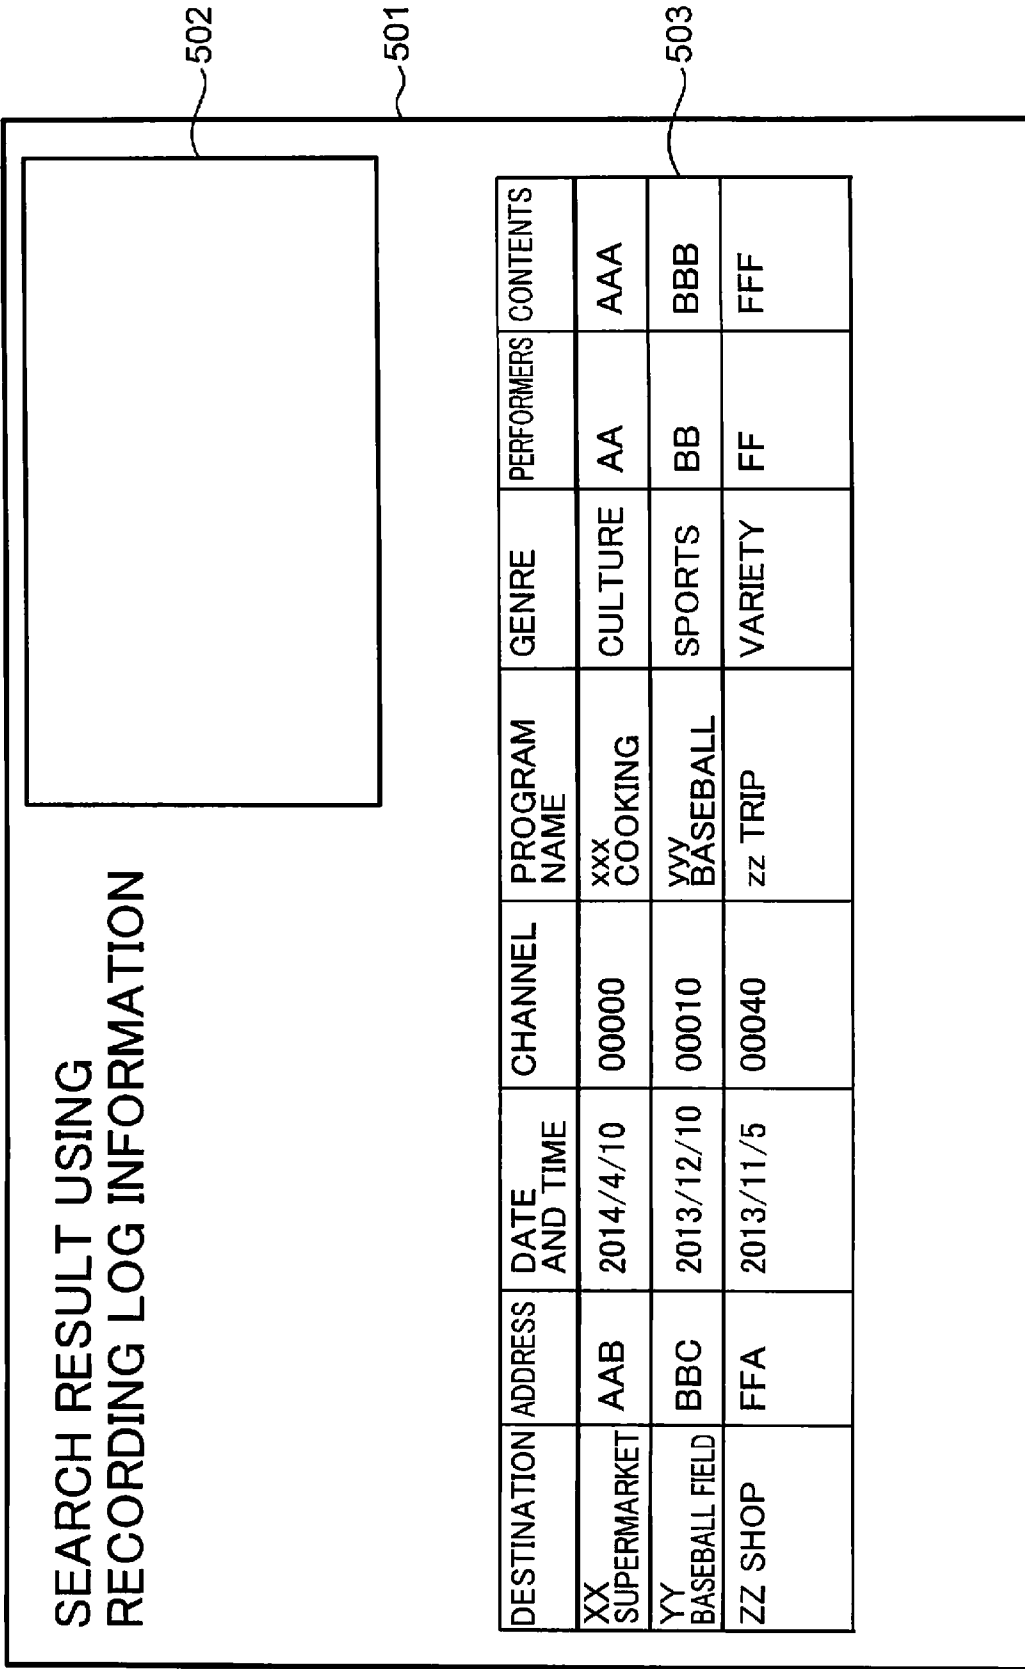 SEARCH RESULT USING
RECORDING LOG INFORMATION
502
501
503
DESTINATION ADDRESS DATE AND TIME CHANNEL PROGRAM NAME GENRE PERFORMERS CONTENTS
XX SUPERMARKET AAB 2014/4/10 00000 xxx COOKING CULTURE AA AAA
YY BASEBALL FIELD BBC 2013/12/10 00010 yyy BASEBALL SPORTS BB BBB
ZZ SHOP FFA 2013/11/5 00040 zz TRIP VARIETY FF FFF